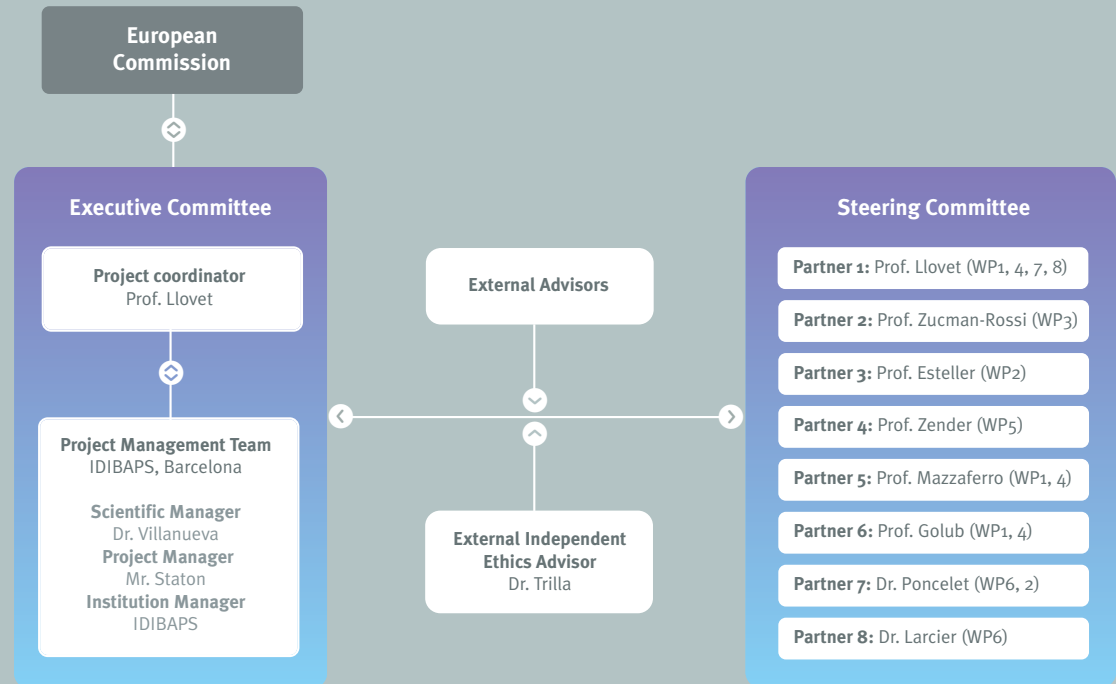 European
Commission
Executive Committee
Project coordinator
Prof. Llovet
Project Management Team
IDIBAPS, Barcelona
Scientific Manager
Dr. Villanueva
Project Manager
Mr. Staton
Institution Manager
IDIBAPS
External Advisors
External Independent
Ethics Advisor
Dr. Trilla
Steering Committee
Partner 1: Prof. Llovet (WP1, 4, 7, 8)
Partner 2: Prof. Zucman-Rossi (WP3)
Partner 3: Prof. Esteller (WP2)
Partner 4: Prof. Zender (WP5)
Partner 5: Prof. Mazzaferro (WP1, 4)
Partner 6: Prof. Golub (WP1, 4)
Partner 7: Dr. Poncelet (WP6, 2)
Partner 8: Dr. Larcier (WP6)